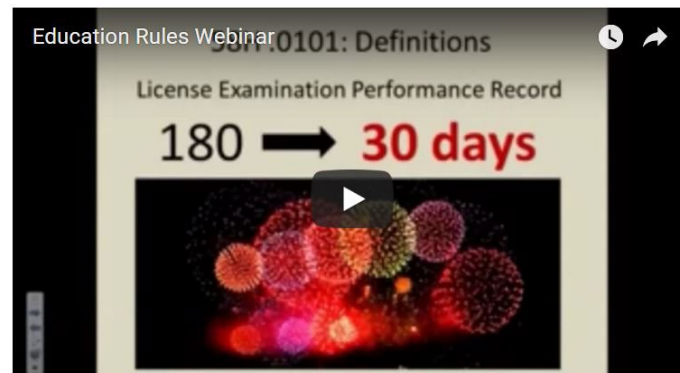 Education Rules Webinar
.0101: Definitions
License Examination Performance Record
180 30 days